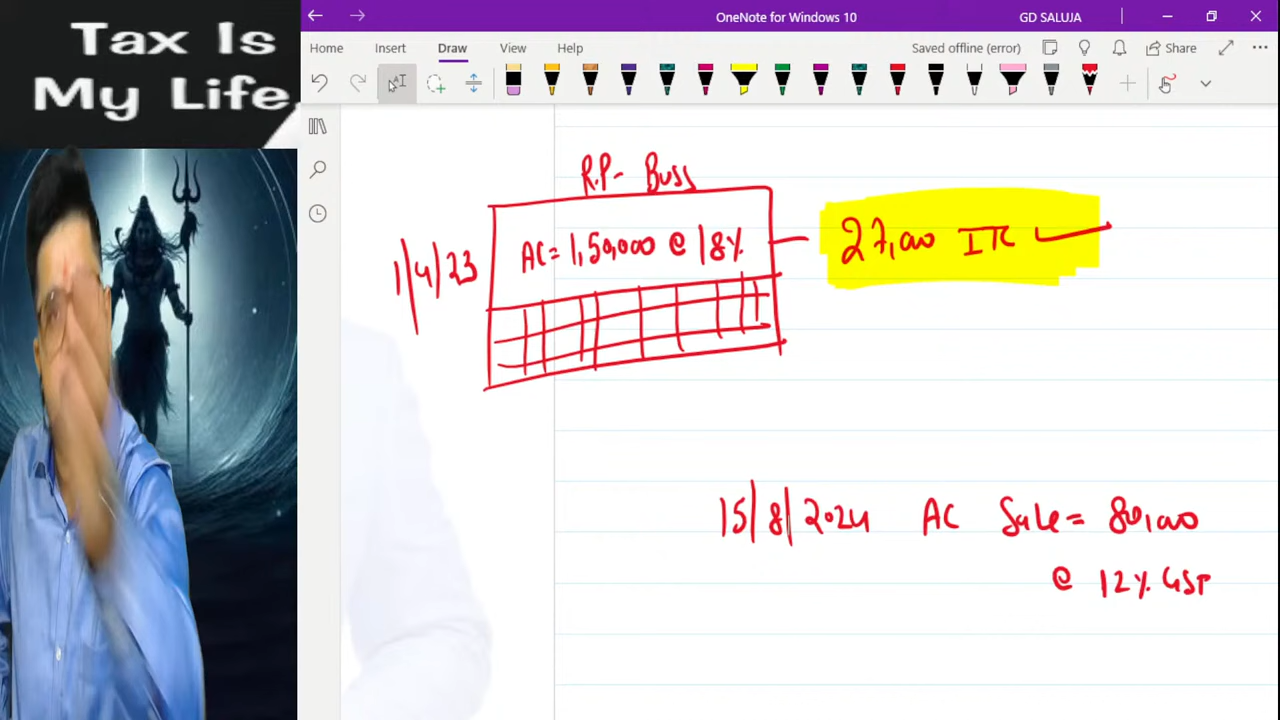 Tax Is
My Life
OneNote for Windows 10
GD SALUJA
Home Insert Draw View Help
Saved offline (error)
Share
R.P- Buss
1/4/23
AC = 1,50,000 @ 18%
27,000 ITC
15/8/2024 AC Sale = 80,000
@ 12% GST